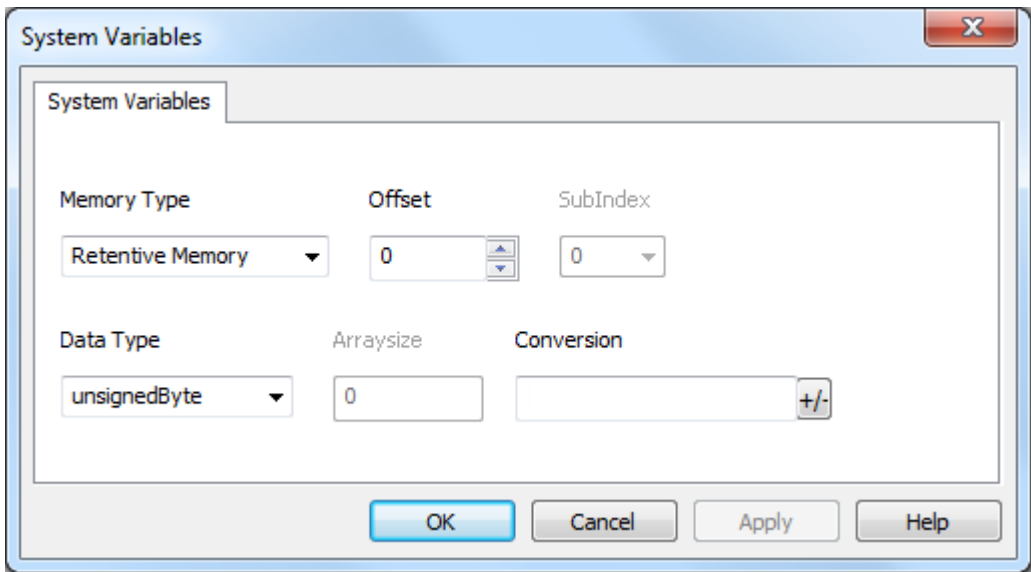 System Variables
System Variables
Memory Type Offset SubIndex
Retentive Memory 0 0
Data Type Arraysize Conversion
unsignedByte 0 +/-
OK Cancel Apply Help